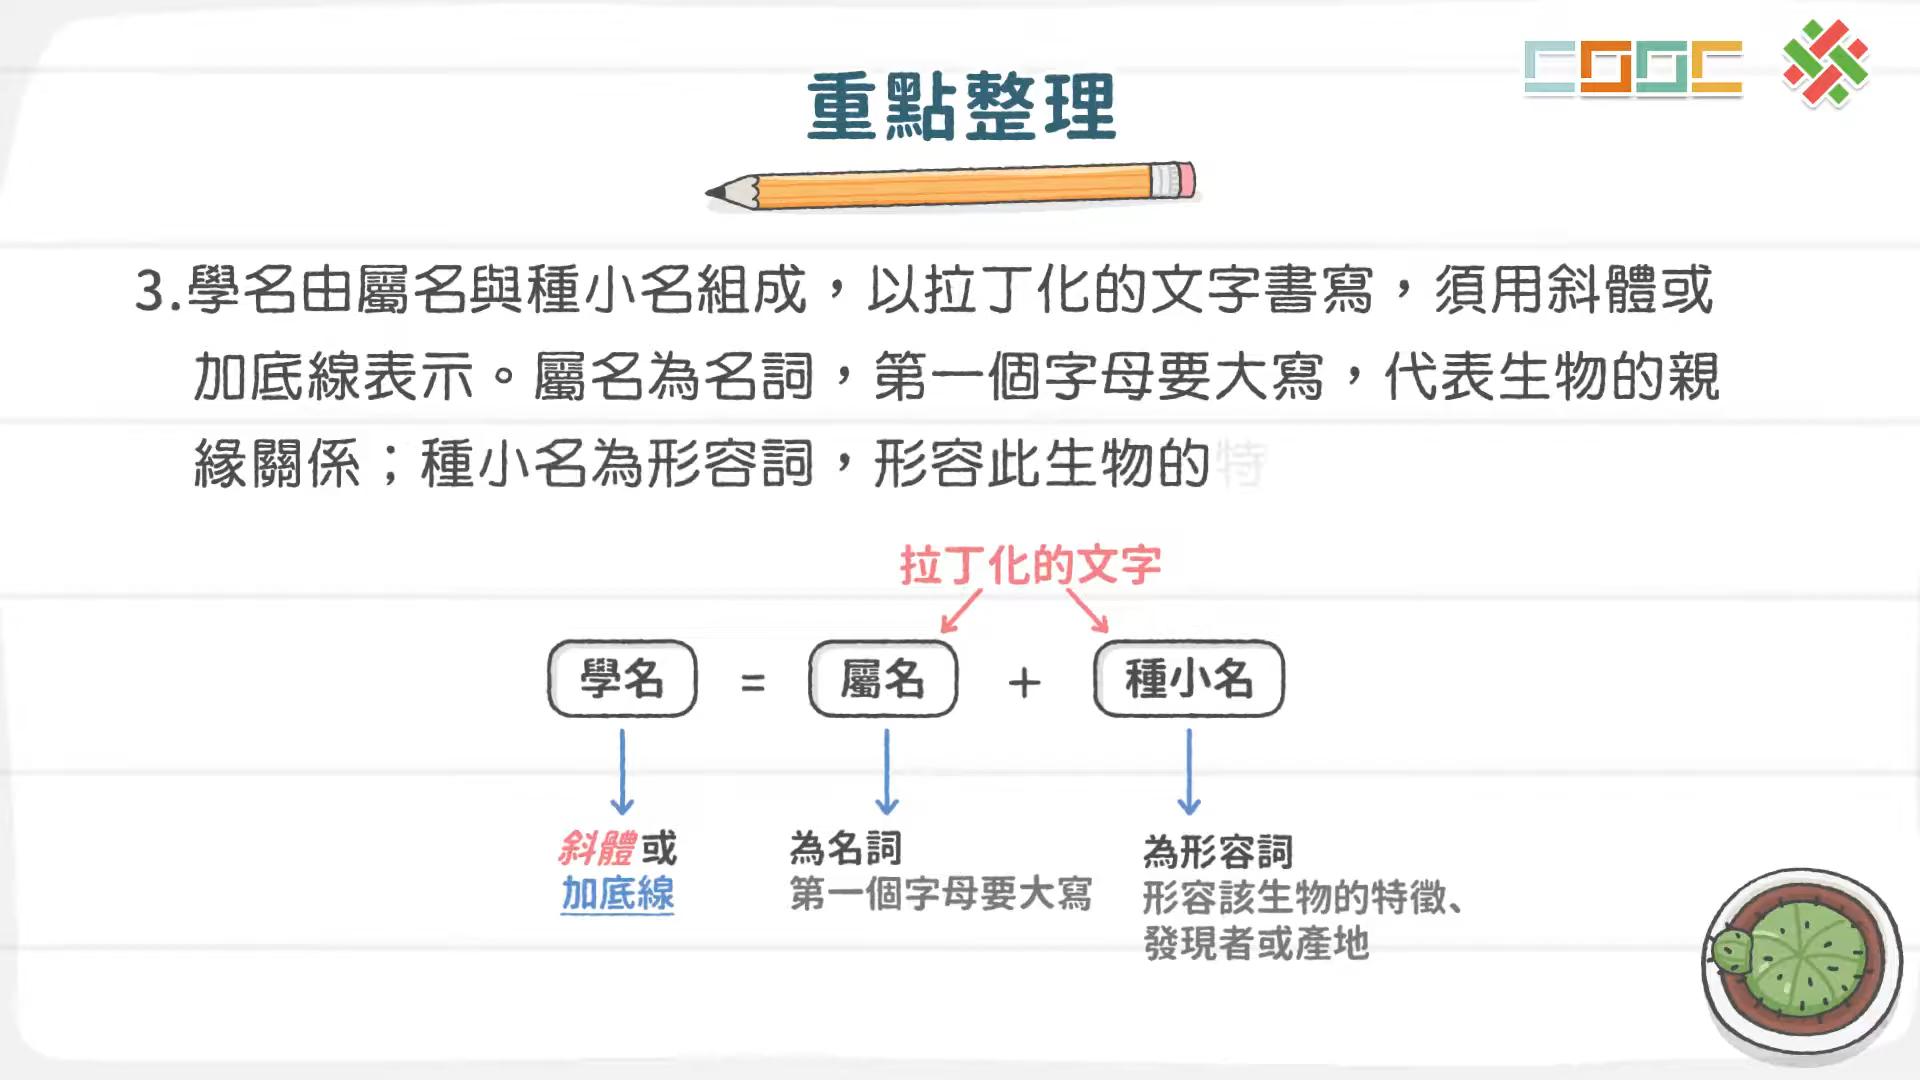 COOC
重點整理
3.學名由屬名與種小名組成，以拉丁化的文字書寫，須用斜體或
加底線表示。屬名為名詞，第一個字母要大寫，代表生物的親
緣關係；種小名為形容詞，形容此生物的特
拉丁化的文字
學名 = 屬名 + 種小名
斜體或
加底線
為名詞
第一個字母要大寫
為形容詞
形容該生物的特徵、
發現者或產地